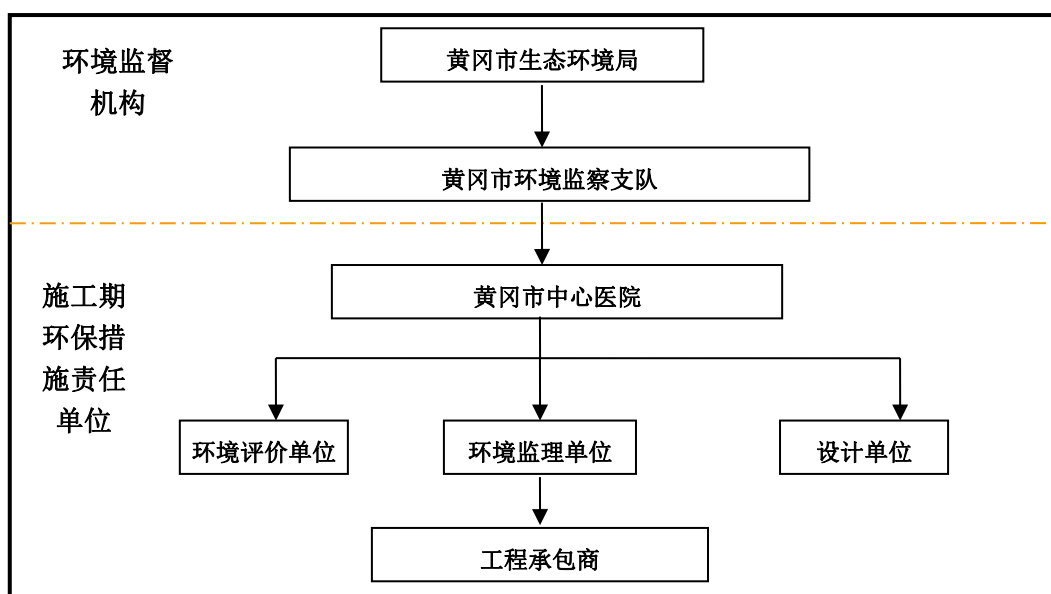 环境监督
机构
黄冈市生态环境局
黄冈市环境监察支队
施工期
环保措
施责任
单位
黄冈市中心医院
环境评价单位
环境监理单位
设计单位
工程承包商